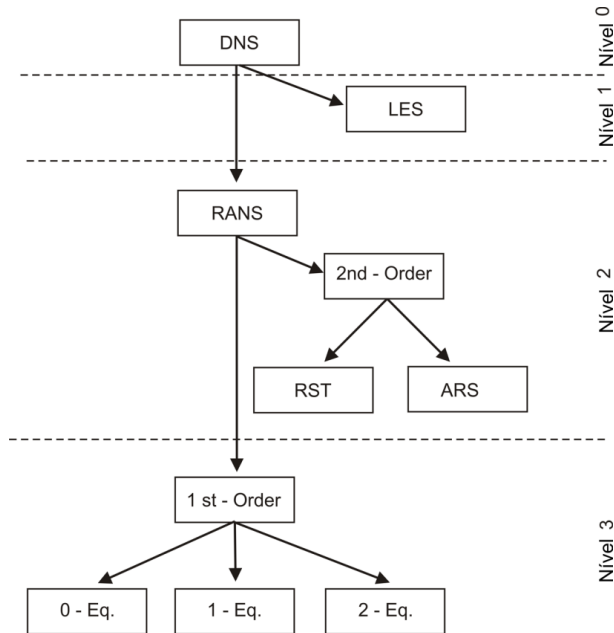 DNS
Nível 0
LES
Nível 1
RANS
2nd - Order
Nível 2
RST
ARS
1 st - Order
Nível 3
0 - Eq.
1 - Eq.
2 - Eq.